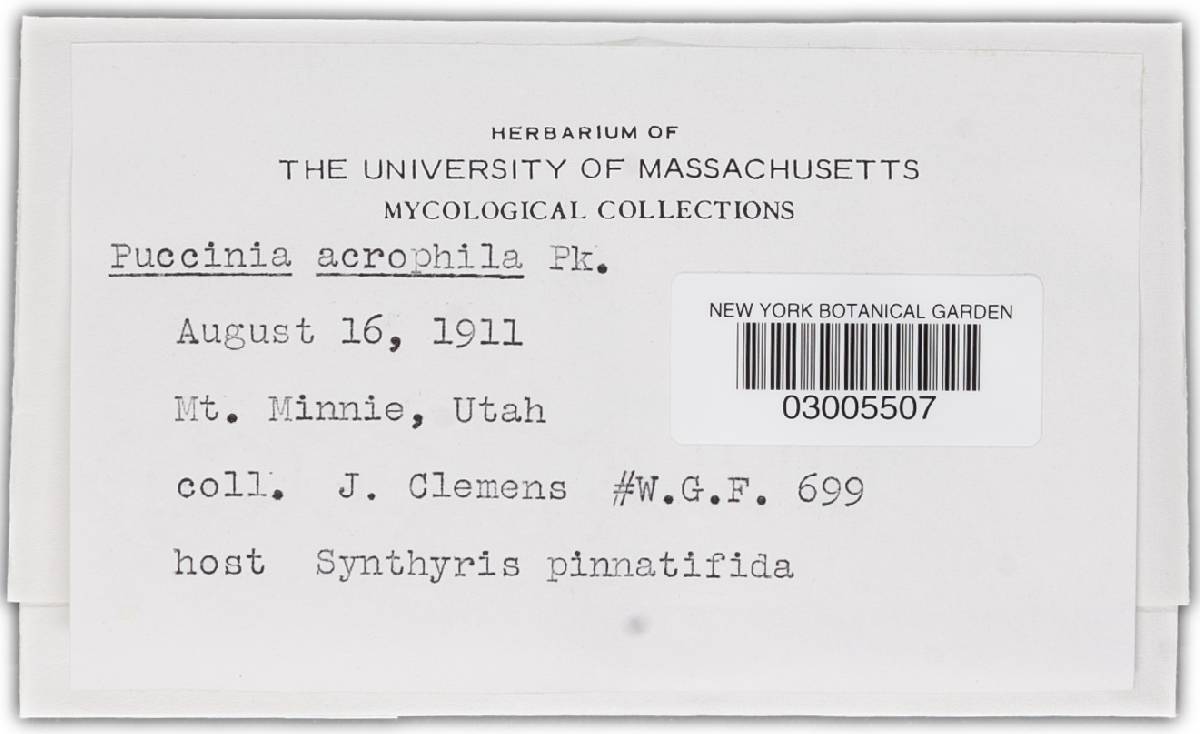 HERBARIUM OF
THE UNIVERSITY OF MASSACHUSETTS
MYCOLOGICAL COLLECTIONS
Puccinia acrophila Pk.
August 16, 1911
Mt. Minnie, Utah
coll. J. Clemens #W.G.F. 699
host Synthyris pinnatifida
NEW YORK BOTANICAL GARDEN
03005507